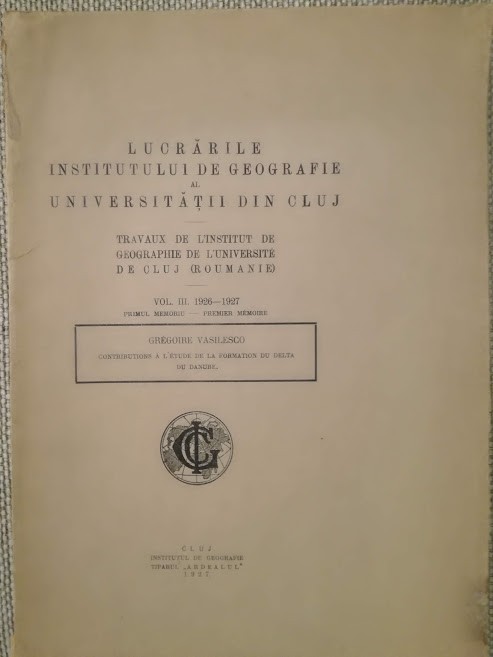 LUCRĂRILE
INSTITUTULUI DE GEOGRAFIE
AL
UNIVERSITĂȚII DIN CLUJ
TRAVAUX DE L'INSTITUT DE
GEOGRAPHIE DE L'UNIVERSITÉ
DE CLUJ (ROUMANIE)
VOL. III. 1926—1927
PRIMUL MEMORIU — PREMIER MÉMOIRE
GRÉGOIRE VASILESCO
CONTRIBUTIONS À L'ÉTUDE DE LA FORMATION DU DELTA
DU DANUBE.
ICG
CLUJ
INSTITUTUL DE GEOGRAFIE
TIPARUL „ARDEALUL"
1927